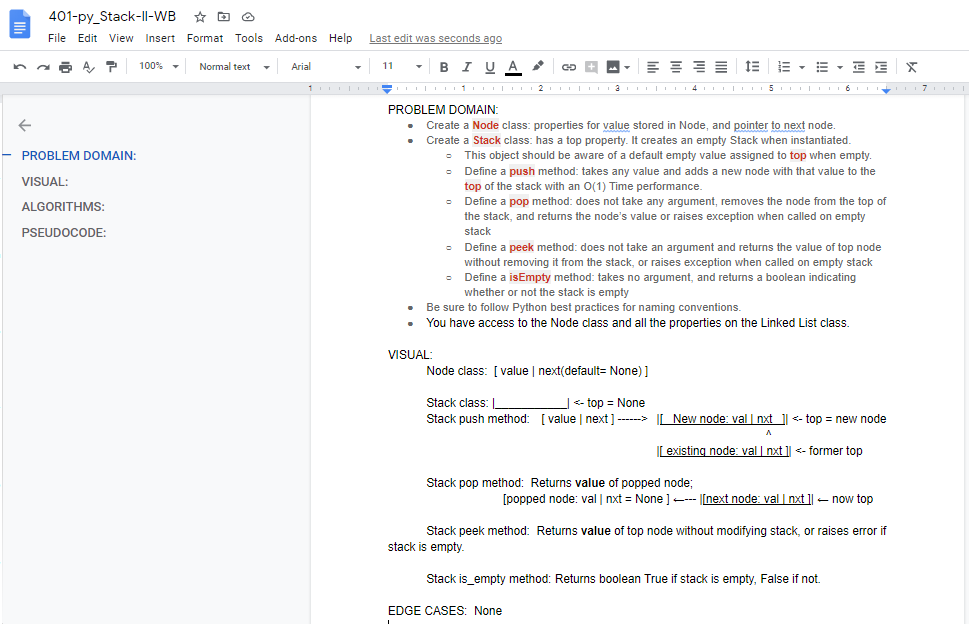 401-py_Stack-II-WB
File Edit View Insert Format Tools Add-ons Help Last edit was seconds ago
100% Normal text Arial 11 B I U A
1 1 2 3 4 5 6 7
PROBLEM DOMAIN:
VISUAL:
ALGORITHMS:
PSEUDOCODE:
PROBLEM DOMAIN:
● Create a Node class: properties for value stored in Node, and pointer to next node.
● Create a Stack class: has a top property. It creates an empty Stack when instantiated.
○ This object should be aware of a default empty value assigned to top when empty.
○ Define a push method: takes any value and adds a new node with that value to the
top of the stack with an O(1) Time performance.
○ Define a pop method: does not take any argument, removes the node from the top of
the stack, and returns the node's value or raises exception when called on empty
stack
○ Define a peek method: does not take an argument and returns the value of top node
without removing it from the stack, or raises exception when called on empty stack
○ Define a isEmpty method: takes no argument, and returns a boolean indicating
whether or not the stack is empty
● Be sure to follow Python best practices for naming conventions.
● You have access to the Node class and all the properties on the Linked List class.
VISUAL:
Node class: [ value | next(default= None) ]
Stack class: |___________| <- top = None
Stack push method: [ value | next ] ------> |[ New node: val | nxt ]| <- top = new node
^
|[ existing node: val | nxt ]| <- former top
Stack pop method: Returns value of popped node;
[popped node: val | nxt = None ] ←--- |[next node: val | nxt ]| ← now top
Stack peek method: Returns value of top node without modifying stack, or raises error if
stack is empty.
Stack is_empty method: Returns boolean True if stack is empty, False if not.
EDGE CASES: None